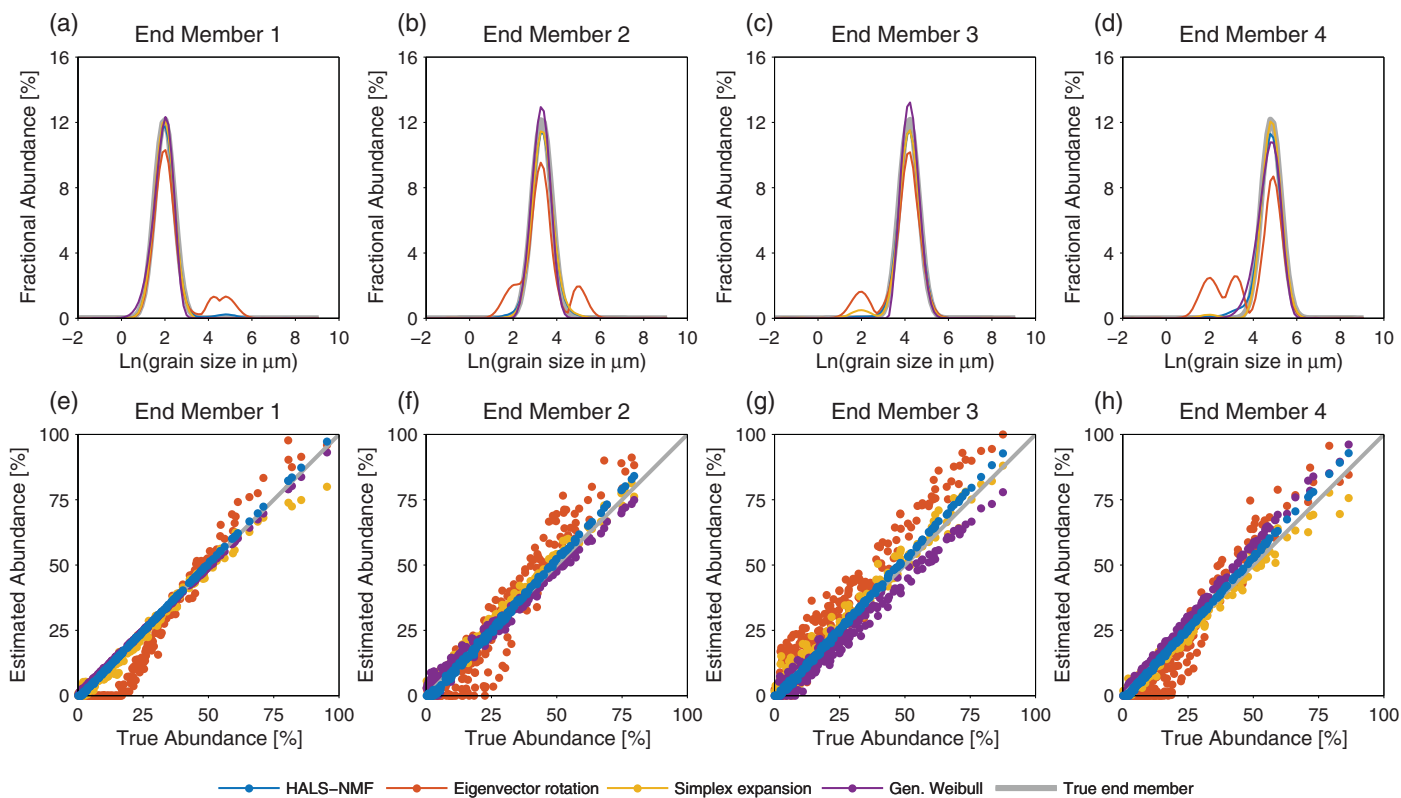 (a)
End Member 1
Fractional Abundance [%]
16
12
8
4
0
−2
0
2
4
6
8
10
Ln(grain size in μm)
(b)
End Member 2
Fractional Abundance [%]
16
12
8
4
0
−2
0
2
4
6
8
10
Ln(grain size in μm)
(c)
End Member 3
Fractional Abundance [%]
16
12
8
4
0
−2
0
2
4
6
8
10
Ln(grain size in μm)
(d)
End Member 4
Fractional Abundance [%]
16
12
8
4
0
−2
0
2
4
6
8
10
Ln(grain size in μm)
(e)
End Member 1
Estimated Abundance [%]
100
75
50
25
0
0
25
50
75
100
True Abundance [%]
(f)
End Member 2
Estimated Abundance [%]
100
75
50
25
0
0
25
50
75
100
True Abundance [%]
(g)
End Member 3
Estimated Abundance [%]
100
75
50
25
0
0
25
50
75
100
True Abundance [%]
(h)
End Member 4
Estimated Abundance [%]
100
75
50
25
0
0
25
50
75
100
True Abundance [%]
HALS−NMF Eigenvector rotation Simplex expansion Gen. Weibull True end member